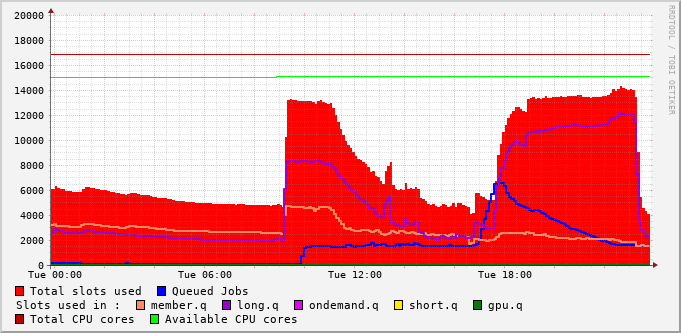 20000
18000
16000
14000
12000
10000
8000
6000
4000
2000
0
Tue 00:00 Tue 06:00 Tue 12:00 Tue 18:00
RRDTOOL / TOBI OETIKER
Total slots used Queued Jobs
Slots used in : member.q long.q ondemand.q short.q gpu.q
Total CPU cores Available CPU cores